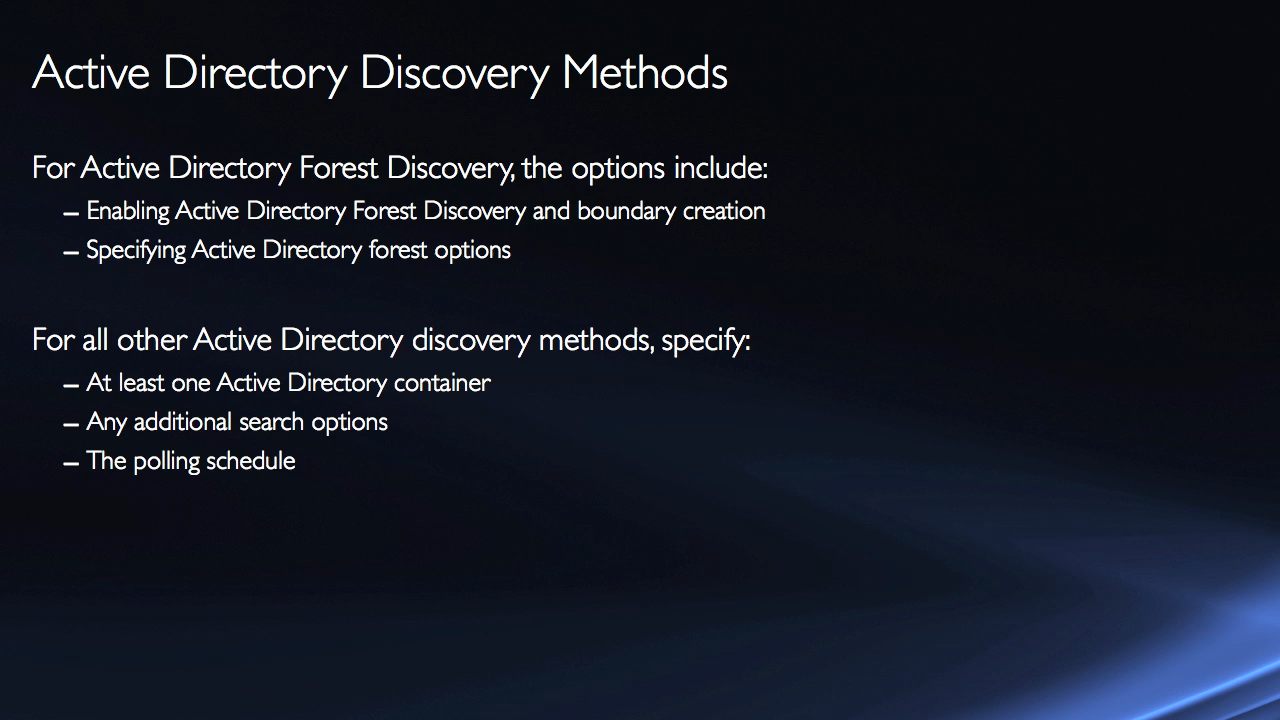 Active Directory Discovery Methods
For Active Directory Forest Discovery, the options include:
– Enabling Active Directory Forest Discovery and boundary creation
– Specifying Active Directory forest options
For all other Active Directory discovery methods, specify:
– At least one Active Directory container
– Any additional search options
– The polling schedule